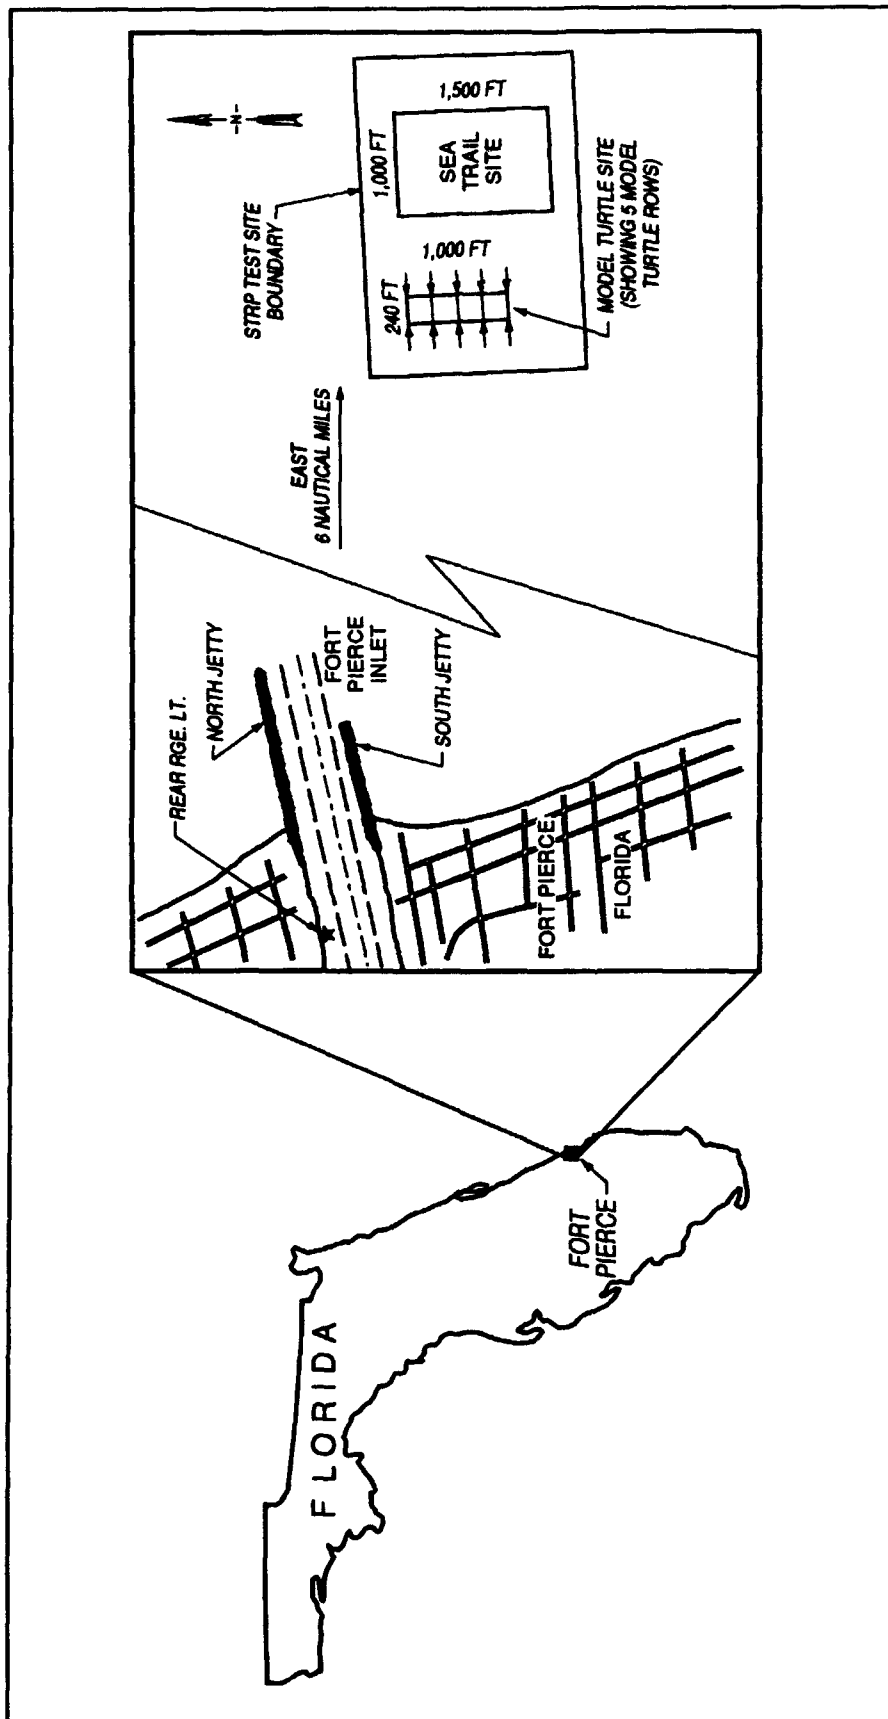 FLORIDA
FORT
PIERCE
REAR RGE. LT.
NORTH JETTY
FORT
PIERCE
INLET
SOUTH JETTY
FORT PIERCE
FLORIDA
EAST
6 NAUTICAL MILES
STRP TEST SITE
BOUNDARY
-N-
1,000 FT
1,500 FT
SEA
TRAIL
SITE
240 FT
1,000 FT
MODEL TURTLE SITE
(SHOWING 5 MODEL
TURTLE ROWS)